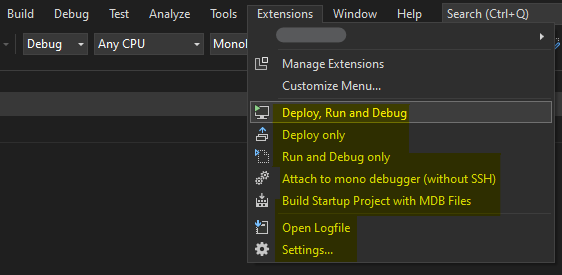 Build Debug Test Analyze Tools Extensions Window Help Search (Ctrl+Q)
Debug Any CPU
Manage Extensions
Customize Menu...
Deploy, Run and Debug
Deploy only
Run and Debug only
Attach to mono debugger (without SSH)
Build Startup Project with MDB Files
Open Logfile
Settings...